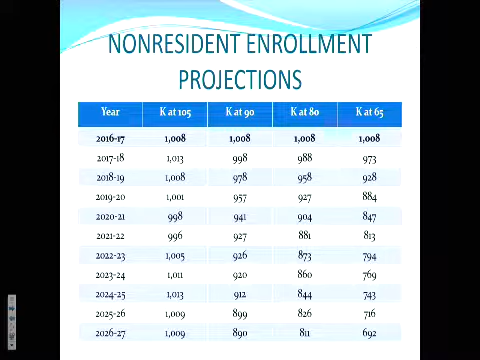 NONRESIDENT ENROLLMENT
PROJECTIONS
Year K at 105 K at 90 K at 80 K at 65
2016-17 1,008 1,008 1,008 1,008
2017-18 1,013 998 988 973
2018-19 1,008 978 958 928
2019-20 1,001 957 927 884
2020-21 998 941 904 847
2021-22 996 927 881 813
2022-23 1,005 926 873 794
2023-24 1,011 920 860 769
2024-25 1,013 912 844 743
2025-26 1,009 899 826 716
2026-27 1,009 890 811 692